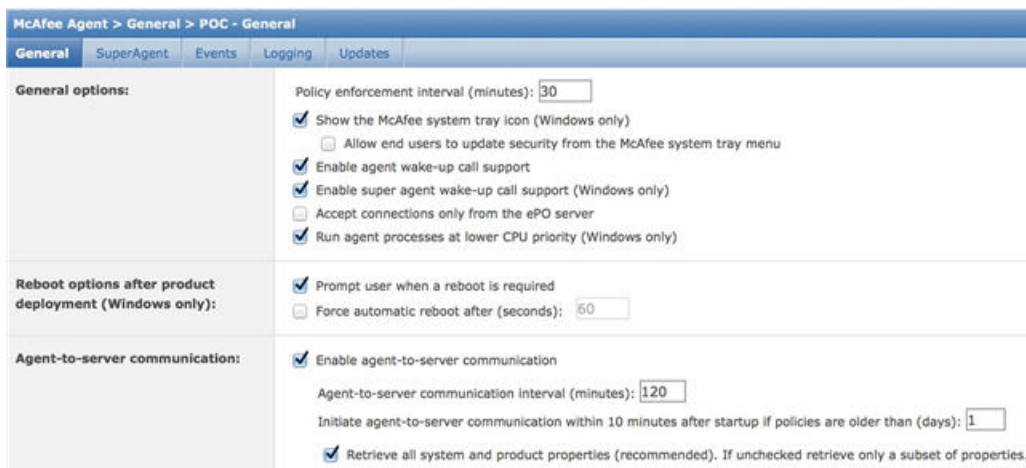 McAfee Agent > General > POC - General
General SuperAgent Events Logging Updates
General options:
Policy enforcement interval (minutes): 30
Show the McAfee system tray icon (Windows only)
Allow end users to update security from the McAfee system tray menu
Enable agent wake-up call support
Enable super agent wake-up call support (Windows only)
Accept connections only from the ePO server
Run agent processes at lower CPU priority (Windows only)
Reboot options after product
deployment (Windows only):
Prompt user when a reboot is required
Force automatic reboot after (seconds): 60
Agent-to-server communication:
Enable agent-to-server communication
Agent-to-server communication interval (minutes): 120
Initiate agent-to-server communication within 10 minutes after startup if policies are older than (days): 1
Retrieve all system and product properties (recommended). If unchecked retrieve only a subset of properties.